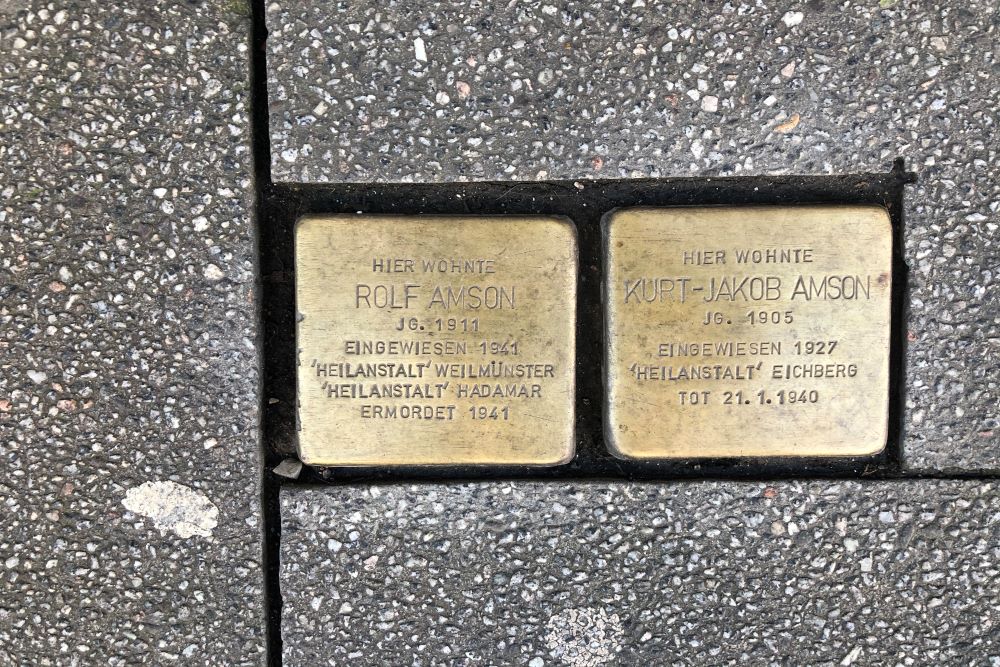 HIER WOHNTE
ROLF AMSON
JG. 1911
EINGEWIESEN 1941
'HEILANSTALT' WEILMÜNSTER
'HEILANSTALT' HADAMAR
ERMORDET 1941
HIER WOHNTE
KURT-JAKOB AMSON
JG. 1905
EINGEWIESEN 1927
'HEILANSTALT' EICHBERG
TOT 21.1.1940